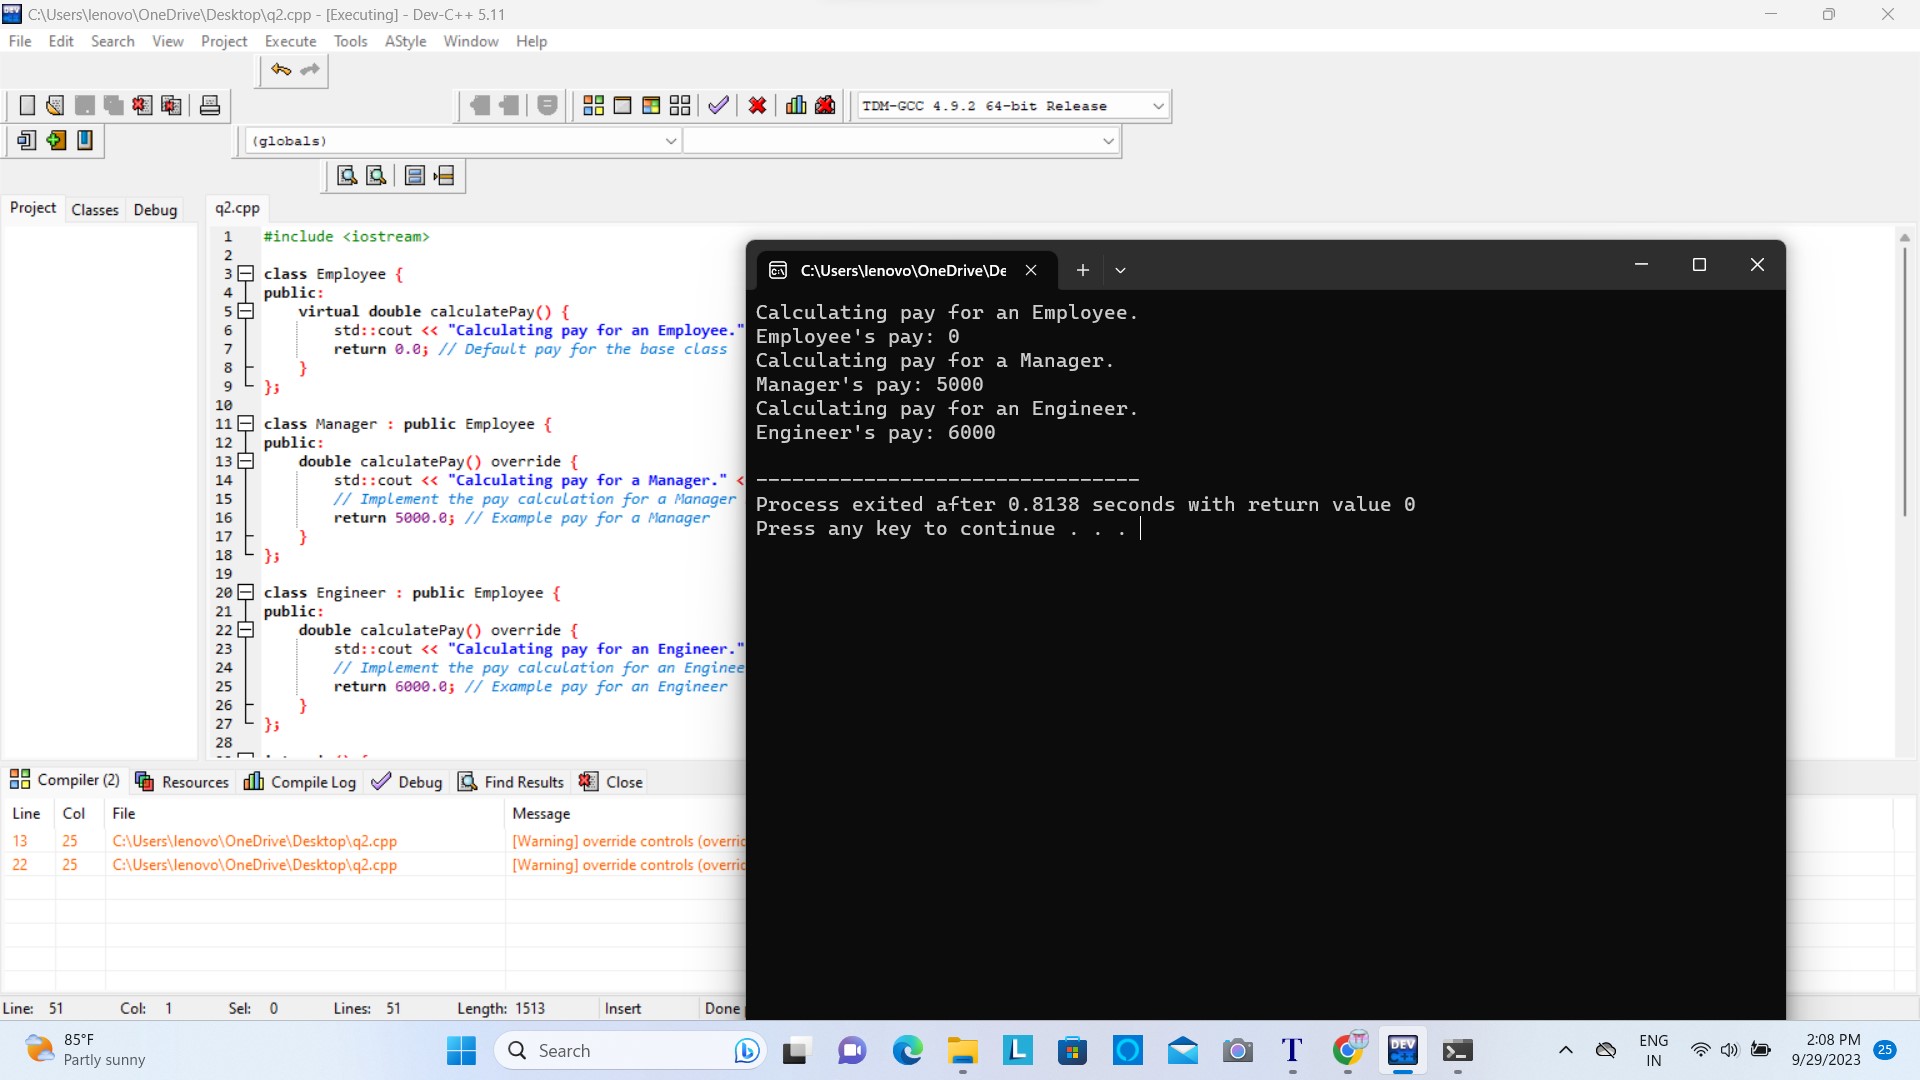 C:\Users\lenovo\OneDrive\Desktop\q2.cpp - [Executing] - Dev-C++ 5.11
File Edit Search View Project Execute Tools AStyle Window Help
TDM-GCC 4.9.2 64-bit Release
(globals)
Project Classes Debug
q2.cpp
1 #include <iostream>
2
3 class Employee {
4 public:
5 virtual double calculatePay() {
6 std::cout << "Calculating pay for an Employee."
7 return 0.0; // Default pay for the base class
8 }
9 };
10
11 class Manager : public Employee {
12 public:
13 double calculatePay() override {
14 std::cout << "Calculating pay for a Manager." <
15 // Implement the pay calculation for a Manager
16 return 5000.0; // Example pay for a Manager
17 }
18 };
19
20 class Engineer : public Employee {
21 public:
22 double calculatePay() override {
23 std::cout << "Calculating pay for an Engineer."
24 // Implement the pay calculation for an Enginee
25 return 6000.0; // Example pay for an Engineer
26 }
27 };
28
C:\Users\lenovo\OneDrive\De
Calculating pay for an Employee.
Employee's pay: 0
Calculating pay for a Manager.
Manager's pay: 5000
Calculating pay for an Engineer.
Engineer's pay: 6000
--------------------------------
Process exited after 0.8138 seconds with return value 0
Press any key to continue . . .
Compiler (2) Resources Compile Log Debug Find Results Close
Line Col File Message
13 25 C:\Users\lenovo\OneDrive\Desktop\q2.cpp [Warning] override controls (overric
22 25 C:\Users\lenovo\OneDrive\Desktop\q2.cpp [Warning] override controls (overric
Line: 51 Col: 1 Sel: 0 Lines: 51 Length: 1513 Insert Done
85°F
Partly sunny
Search
L
T
DEV C++
ENG
IN
2:08 PM
9/29/2023
25